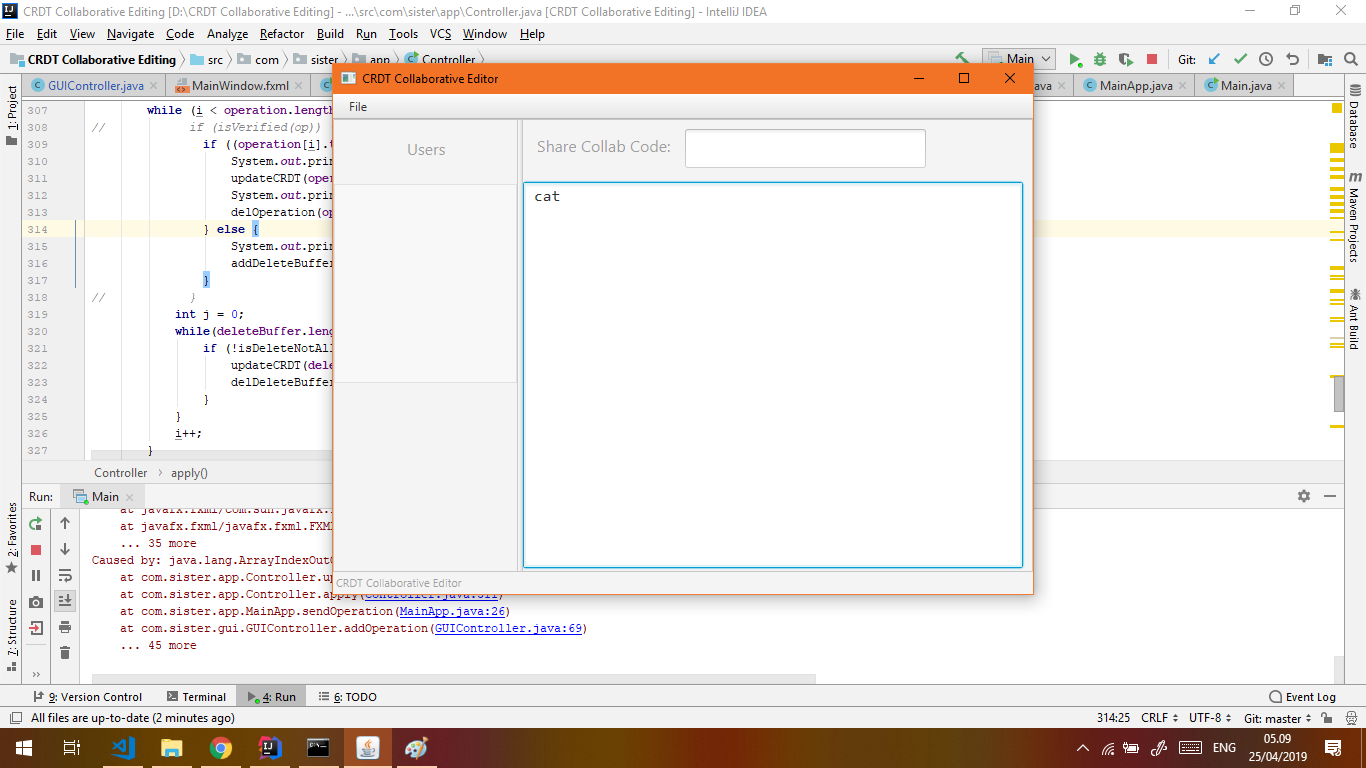 CRDT Collaborative Editing [D:\CRDT Collaborative Editing] - ...\src\com\sister\app\Controller.java [CRDT Collaborative Editing] - IntelliJ IDEA
File Edit View Navigate Code Analyze Refactor Build Run Tools VCS Window Help
CRDT Collaborative Editing src com sister app Controller Main Git:
GUIController.java MainWindow.fxml ava MainApp.java Main.java
CRDT Collaborative Editor
File
Users
Share Collab Code:
cat
CRDT Collaborative Editor
1: Project
2: Favorites
7: Structure
Database
Maven Projects
Ant Build
307 while (i < operation.length
308 // if (isVerified(op))
309 if ((operation[i].t
310 System.out.prin
311 updateCRDT(oper
312 System.out.prin
313 delOperation(op
314 } else {
315 System.out.prin
316 addDeleteBuffer
317 }
318 // }
319 int j = 0;
320 while(deleteBuffer.leng
321 if (!isDeleteNotAll
322 updateCRDT(dele
323 delDeleteBuffer
324 }
325 }
326 i++;
327 }
Controller apply()
Run: Main
at javafx.fxml/com.sun.javafx.f
at javafx.fxml/javafx.fxml.FXML
... 35 more
Caused by: java.lang.ArrayIndexOutO
at com.sister.app.Controller.up
at com.sister.app.Controller.apply(Controller.java:311)
at com.sister.app.MainApp.sendOperation(MainApp.java:26)
at com.sister.gui.GUIController.addOperation(GUIController.java:69)
... 45 more
9: Version Control Terminal 4: Run 6: TODO Event Log
All files are up-to-date (2 minutes ago) 314:25 CRLF UTF-8 Git: master
ENG 05.09
25/04/2019